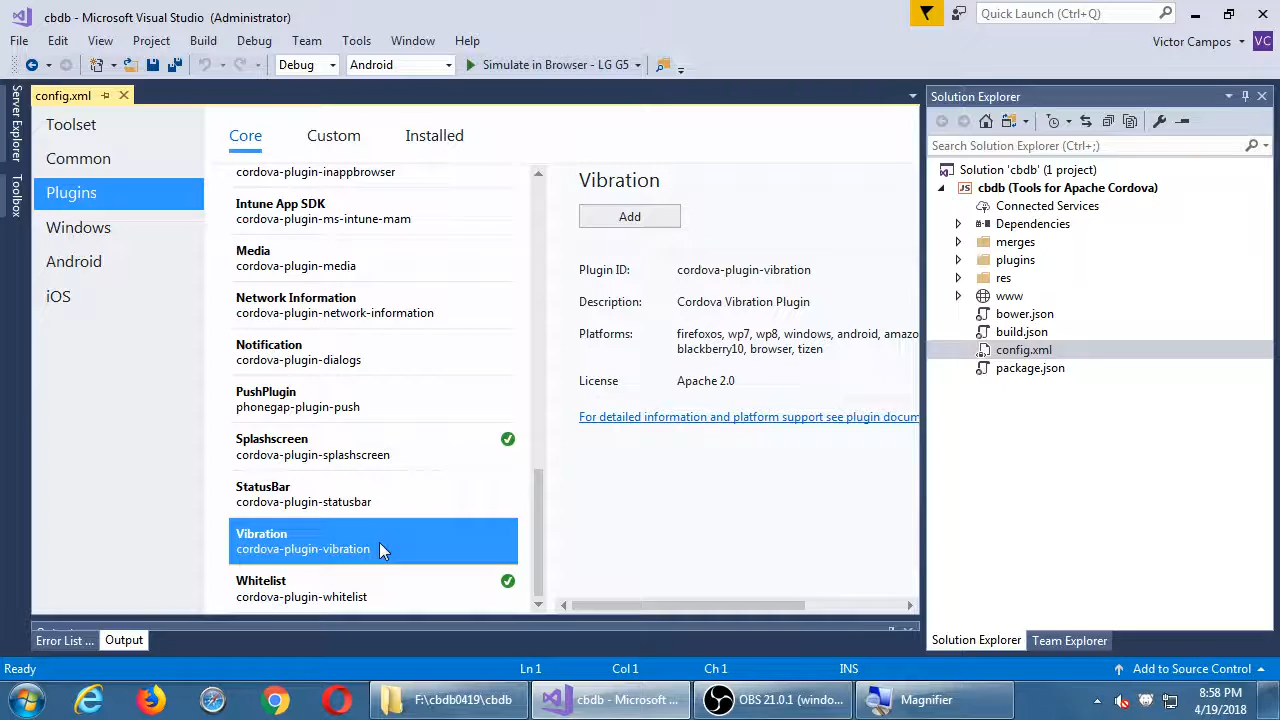 cbdb - Microsoft Visual Studio (Administrator)
Quick Launch (Ctrl+Q)
File Edit View Project Build Debug Team Tools Window Help
Victor Campos
VC
Debug
Android
Simulate in Browser - LG G5
Server Explorer
Toolbox
config.xml
Toolset
Common
Plugins
Windows
Android
iOS
Core Custom Installed
cordova-plugin-inappbrowser
Intune App SDK
cordova-plugin-ms-intune-mam
Media
cordova-plugin-media
Network Information
cordova-plugin-network-information
Notification
cordova-plugin-dialogs
PushPlugin
phonegap-plugin-push
Splashscreen
cordova-plugin-splashscreen
StatusBar
cordova-plugin-statusbar
Vibration
cordova-plugin-vibration
Whitelist
cordova-plugin-whitelist
Vibration
Add
Plugin ID: cordova-plugin-vibration
Description: Cordova Vibration Plugin
Platforms: firefoxos, wp7, wp8, windows, android, amazo
blackberry10, browser, tizen
License Apache 2.0
For detailed information and platform support see plugin docum
Solution Explorer
Search Solution Explorer (Ctrl+;)
Solution 'cbdb' (1 project)
JS cbdb (Tools for Apache Cordova)
Connected Services
Dependencies
merges
plugins
res
www
bower.json
build.json
config.xml
package.json
Solution Explorer Team Explorer
Error List ... Output
Ready Ln 1 Col 1 Ch 1 INS Add to Source Control
F:\cbdb0419\cbdb
cbdb - Microsoft ...
OBS 21.0.1 (windo...
Magnifier
8:58 PM
4/19/2018